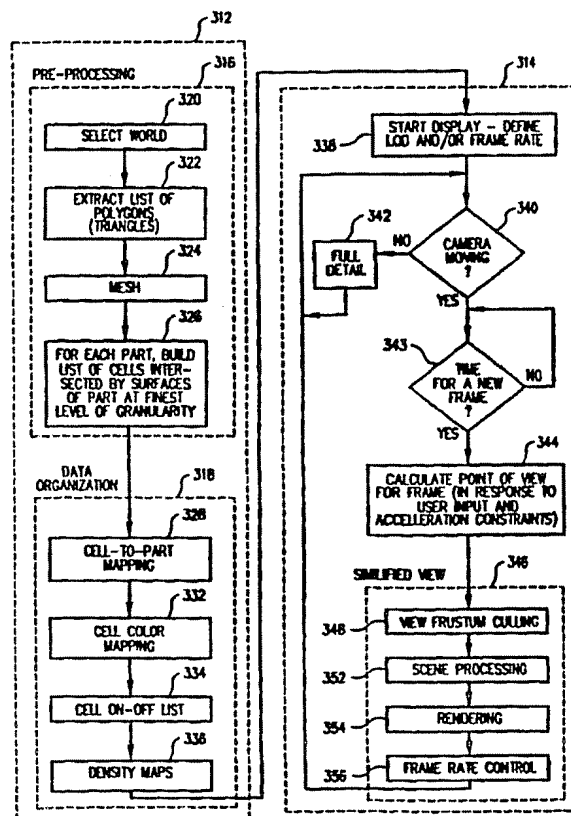 312
PRE-PROCESSING
316
320
SELECT WORLD
322
EXTRACT LIST OF
POLYGONS
(TRIANGLES)
324
MESH
326
FOR EACH PART, BUILD
LIST OF CELLS INTER-
SECTED BY SURFACES
OF PART AT FINEST
LEVEL OF GRANULARITY
DATA
ORGANIZATION
318
328
CELL-TO-PART
MAPPING
332
CELL COLOR
MAPPING
334
CELL ON-OFF LIST
336
DENSITY MAPS
314
START DISPLAY - DEFINE
LOD AND/OR FRAME RATE
338
340
CAMERA
MOVING
?
NO
342
FULL
DETAIL
YES
343
TIME
FOR A NEW
FRAME
?
NO
YES
344
CALCULATE POINT OF VIEW
FOR FRAME (IN RESPONSE TO
USER INPUT AND
ACCELLERATION CONSTRAINTS)
SIMILIFIED VIEW
346
348
VIEW FRUSTUM CULLING
352
SCENE PROCESSING
354
RENDERING
356
FRAME RATE CONTROL